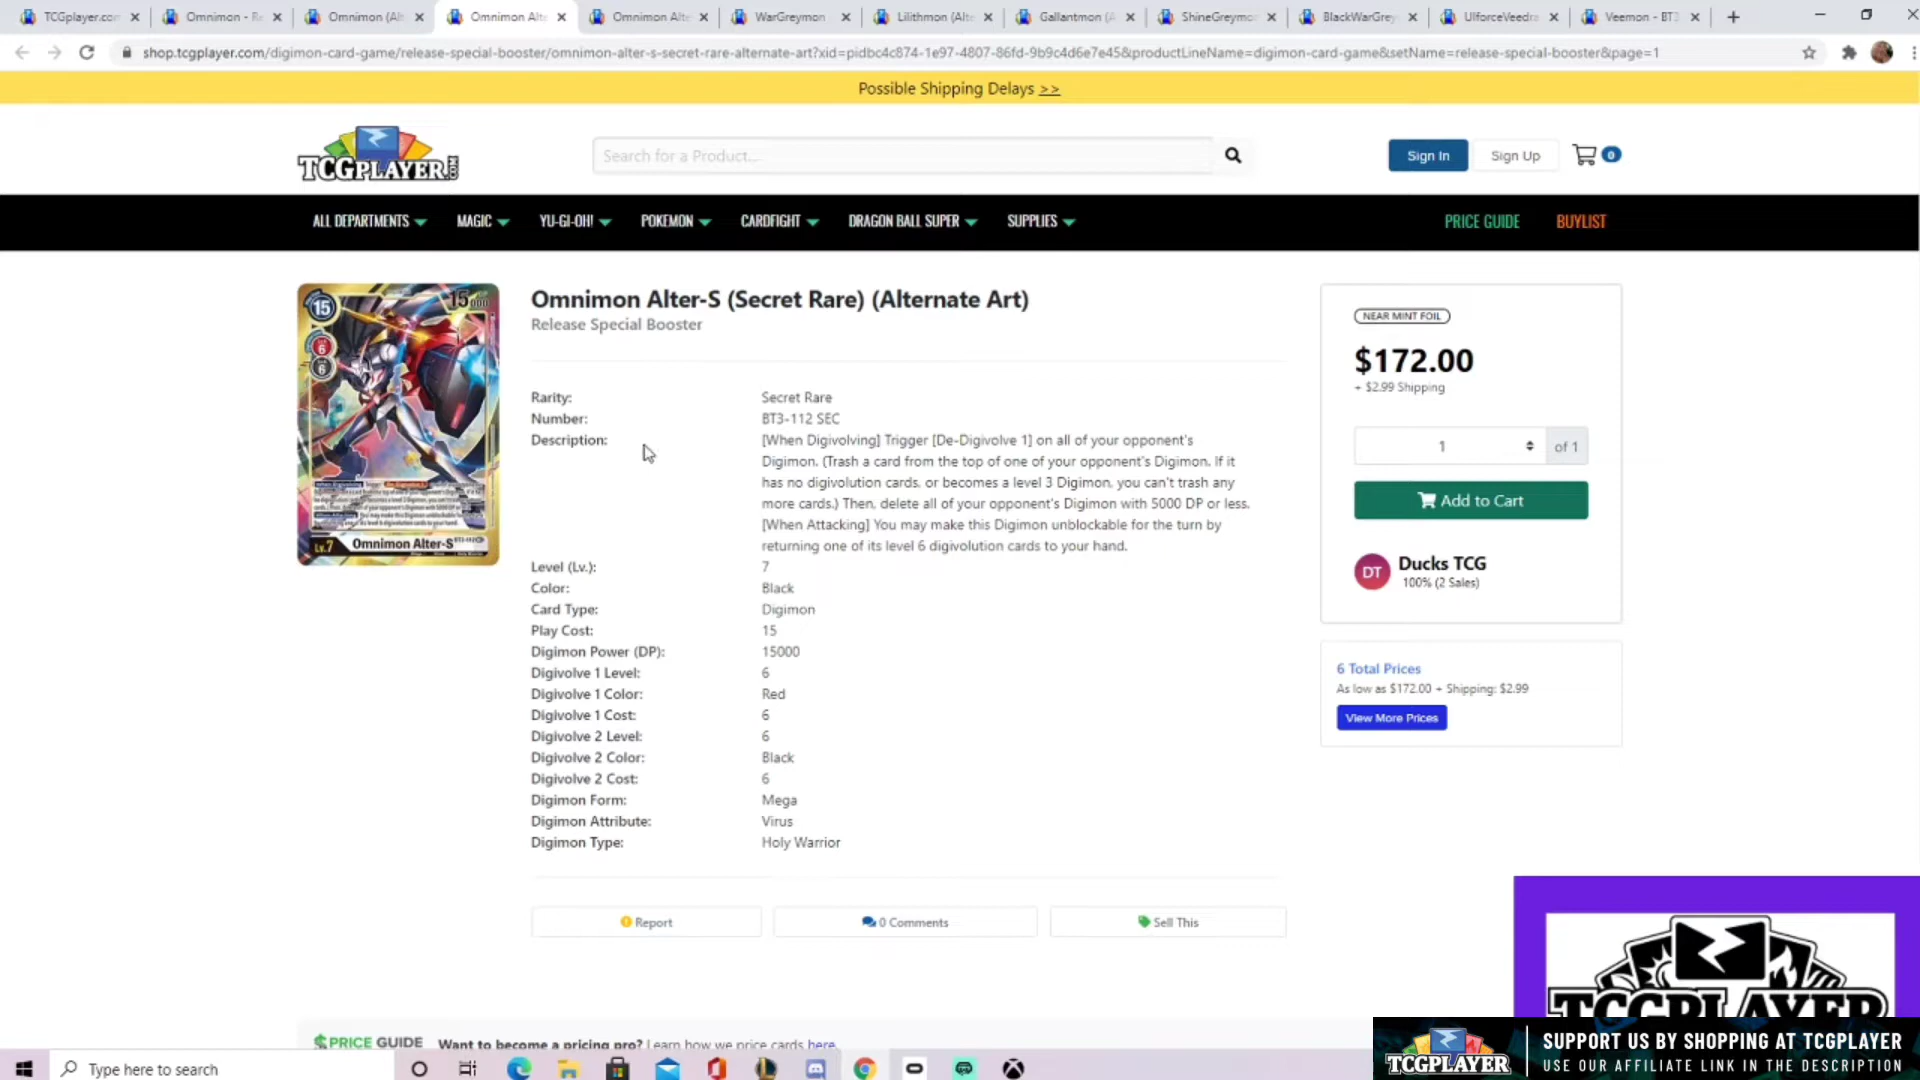 TCGplayer.com
Omnimon - Re
Omnimon (Alt
Omnimon Alte
Omnimon Alte
WarGreymon
Lilithmon (Alte
Gallantmon (A
ShineGreymo
BlackWarGrey
UlforceVeedra
Veemon - BT3
shop.tcgplayer.com/digimon-card-game/release-special-booster/omnimon-alter-s-secret-rare-alternate-art?xid=pidbc4c874-1e97-4807-86fd-9b9c4d6e7e45&productLineName=digimon-card-game&setName=release-special-booster&page=1
Possible Shipping Delays >>
TCGPLAYER.COM
Search for a Product...
Sign In
Sign Up
0
ALL DEPARTMENTS
MAGIC
YU-GI-OH!
POKEMON
CARDFIGHT
DRAGON BALL SUPER
SUPPLIES
PRICE GUIDE
BUYLIST
15
15000
6
6
Lv.7
Omnimon Alter-S
Omnimon Alter-S (Secret Rare) (Alternate Art)
Release Special Booster
Rarity: Secret Rare
Number: BT3-112 SEC
Description: [When Digivolving] Trigger [De-Digivolve 1] on all of your opponent's
Digimon. (Trash a card from the top of one of your opponent's Digimon. If it
has no digivolution cards, or becomes a level 3 Digimon, you can't trash any
more cards.) Then, delete all of your opponent's Digimon with 5000 DP or less.
[When Attacking] You may make this Digimon unblockable for the turn by
returning one of its level 6 digivolution cards to your hand.
Level (Lv.): 7
Color: Black
Card Type: Digimon
Play Cost: 15
Digimon Power (DP): 15000
Digivolve 1 Level: 6
Digivolve 1 Color: Red
Digivolve 1 Cost: 6
Digivolve 2 Level: 6
Digivolve 2 Color: Black
Digivolve 2 Cost: 6
Digimon Form: Mega
Digimon Attribute: Virus
Digimon Type: Holy Warrior
Report
0 Comments
Sell This
NEAR MINT FOIL
$172.00
+ $2.99 Shipping
1
of 1
Add to Cart
DT
Ducks TCG
100% (2 Sales)
6 Total Prices
As low as $172.00 + Shipping: $2.99
View More Prices
$PRICE GUIDE
Want to become a pricing pro? Learn how we price cards here.
TCGPLAYER
TCGPLAYER
SUPPORT US BY SHOPPING AT TCGPLAYER
USE OUR AFFILIATE LINK IN THE DESCRIPTION
Type here to search